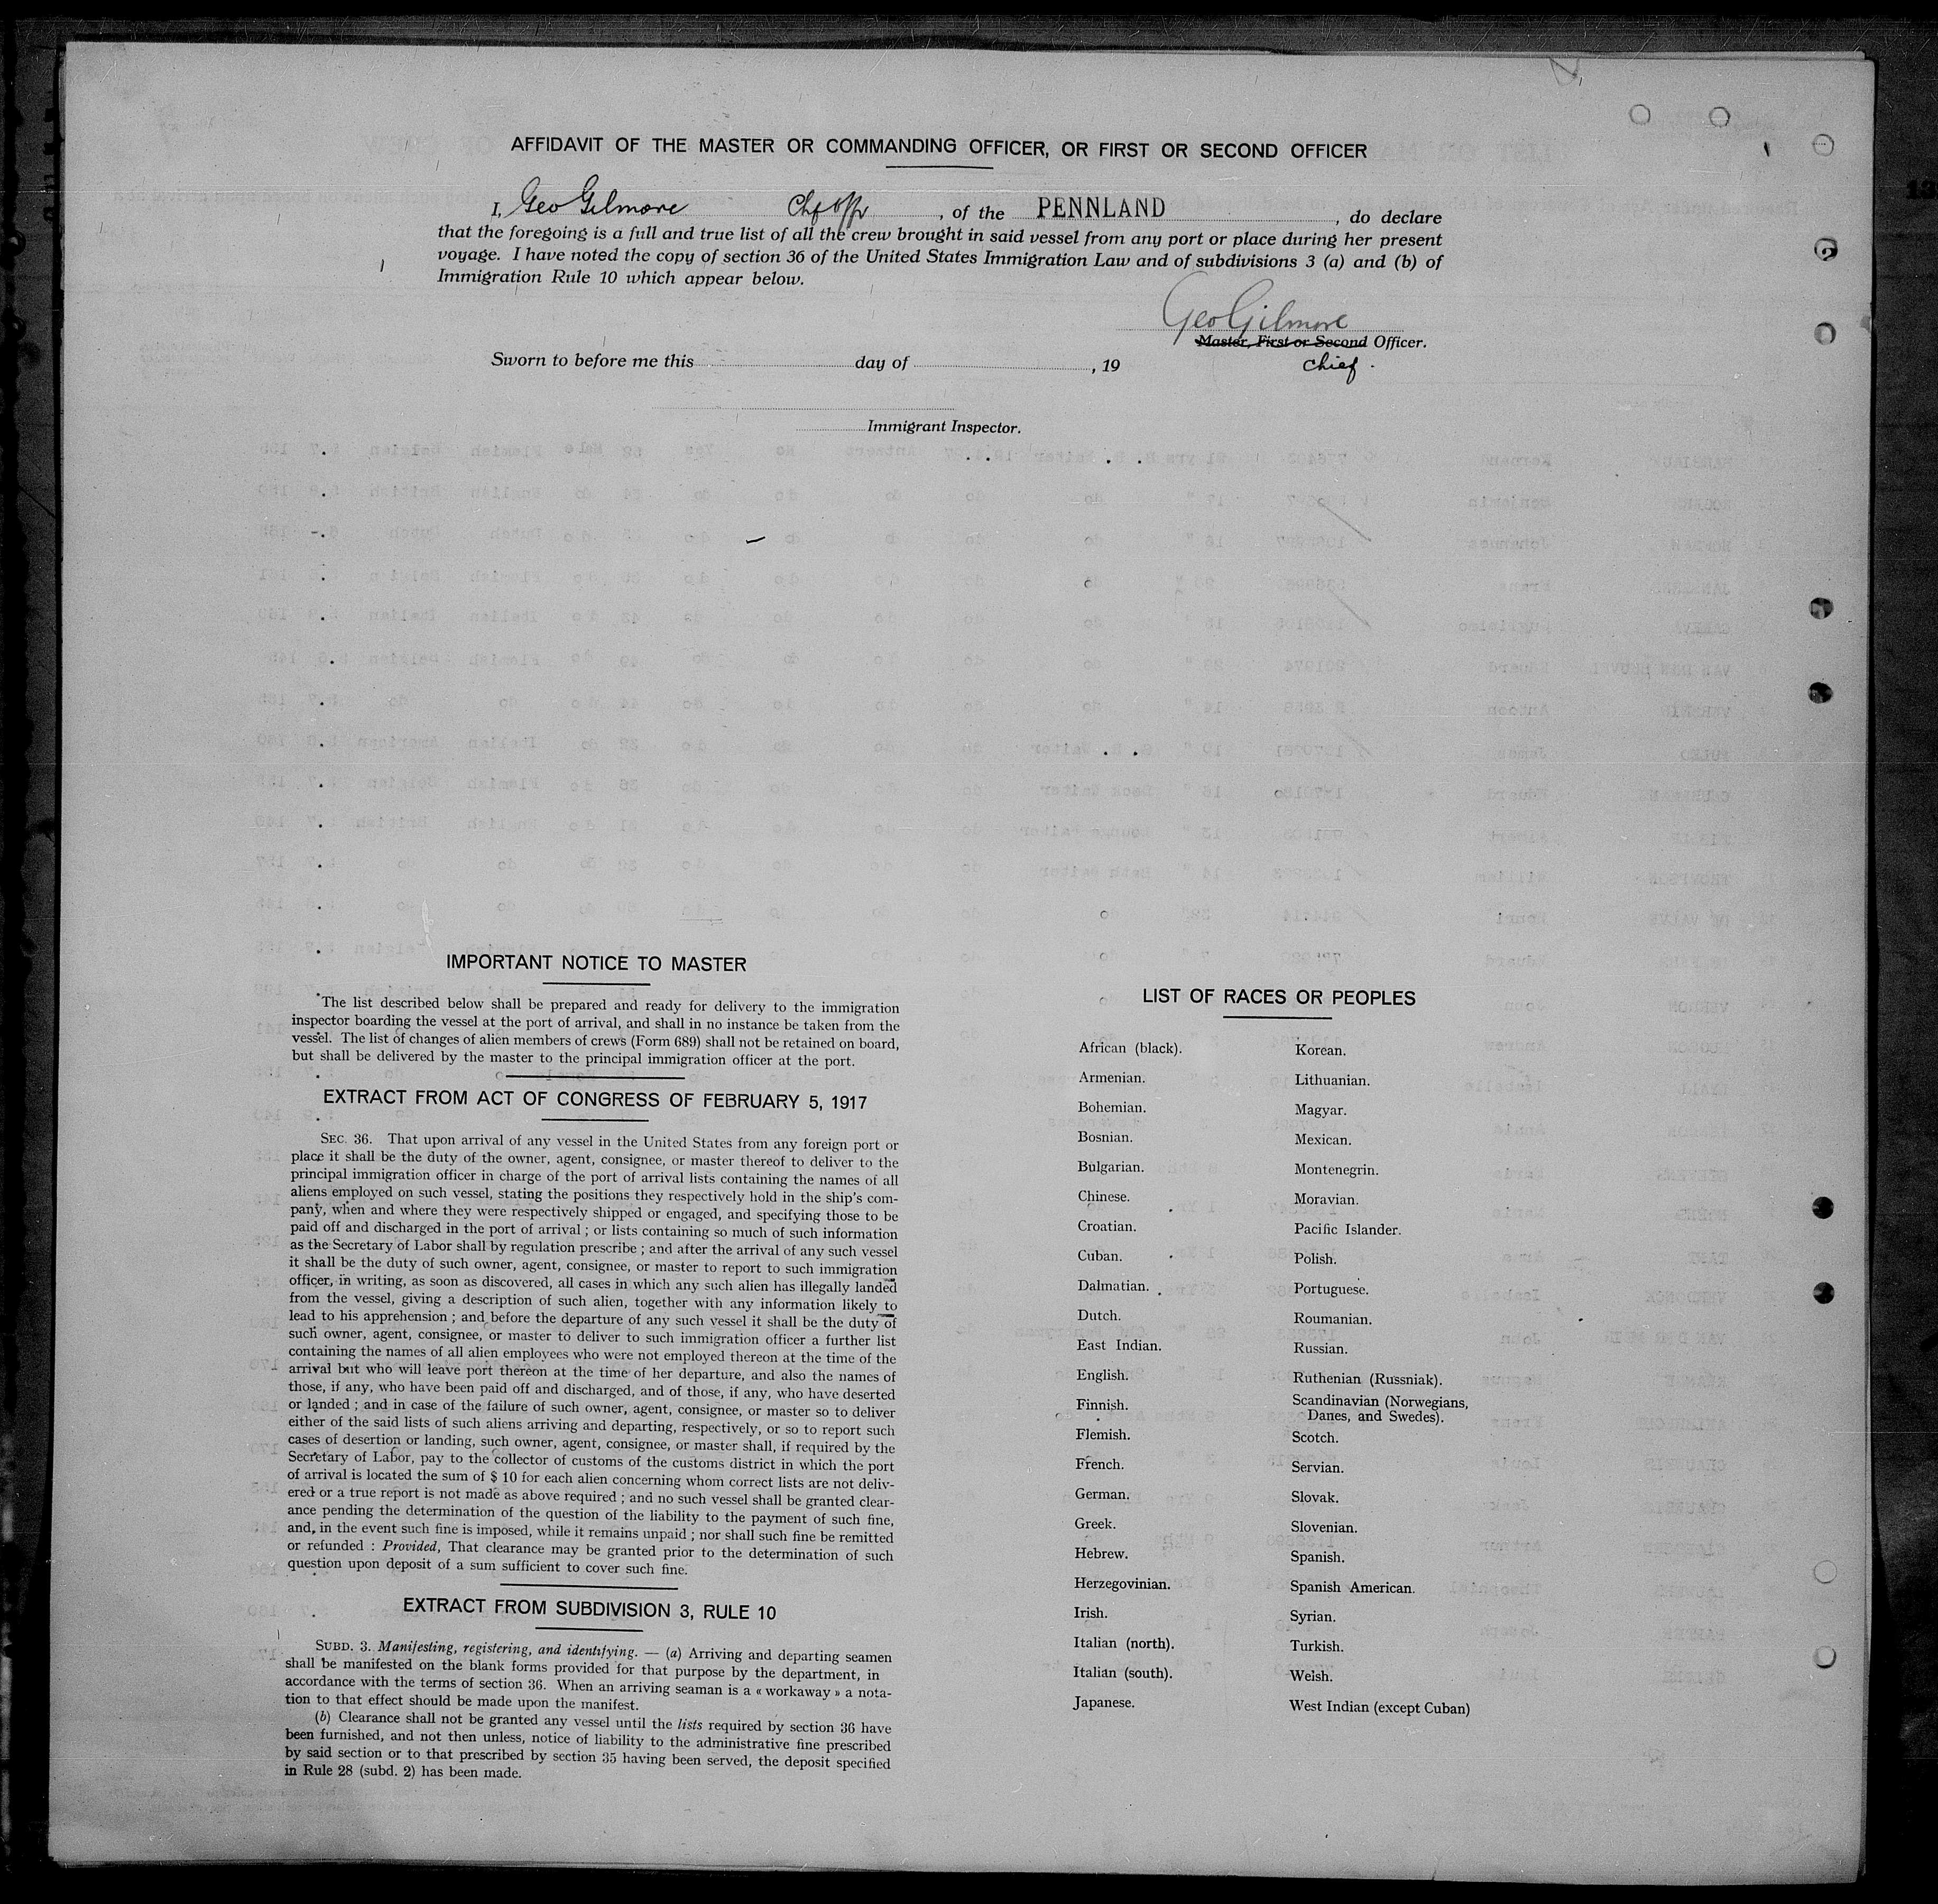 AFFIDAVIT OF THE MASTER OR COMMANDING OFFICER, OR FIRST OR SECOND OFFICER
I, Geo Gilmore Chf Offr, of the PENNLAND, do declare
that the foregoing is a full and true list of all the crew brought in said vessel from any port or place during her present
voyage. I have noted the copy of section 36 of the United States Immigration Law and of subdivisions 3 (a) and (b) of
Immigration Rule 10 which appear below.
Geo Gilmore
Master, First or Second Officer.
chief.
Sworn to before me this day of , 19
Immigrant Inspector.
IMPORTANT NOTICE TO MASTER
The list described below shall be prepared and ready for delivery to the immigration
inspector boarding the vessel at the port of arrival, and shall in no instance be taken from the
vessel. The list of changes of alien members of crews (Form 689) shall not be retained on board,
but shall be delivered by the master to the principal immigration officer at the port.
EXTRACT FROM ACT OF CONGRESS OF FEBRUARY 5, 1917
SEC. 36. That upon arrival of any vessel in the United States from any foreign port or
place it shall be the duty of the owner, agent, consignee, or master thereof to deliver to the
principal immigration officer in charge of the port of arrival lists containing the names of all
aliens employed on such vessel, stating the positions they respectively hold in the ship's com-
pany, when and where they were respectively shipped or engaged, and specifying those to be
paid off and discharged in the port of arrival ; or lists containing so much of such information
as the Secretary of Labor shall by regulation prescribe ; and after the arrival of any such vessel
it shall be the duty of such owner, agent, consignee, or master to report to such immigration
officer, in writing, as soon as discovered, all cases in which any such alien has illegally landed
from the vessel, giving a description of such alien, together with any information likely to
lead to his apprehension ; and before the departure of any such vessel it shall be the duty of
such owner, agent, consignee, or master to deliver to such immigration officer a further list
containing the names of all alien employees who were not employed thereon at the time of the
arrival but who will leave port thereon at the time of her departure, and also the names of
those, if any, who have been paid off and discharged, and of those, if any, who have deserted
or landed ; and in case of the failure of such owner, agent, consignee, or master so to deliver
either of the said lists of such aliens arriving and departing, respectively, or so to report such
cases of desertion or landing, such owner, agent, consignee, or master shall, if required by the
Secretary of Labor, pay to the collector of customs of the customs district in which the port
of arrival is located the sum of $ 10 for each alien concerning whom correct lists are not deliv-
ered or a true report is not made as above required ; and no such vessel shall be granted clear-
ance pending the determination of the question of the liability to the payment of such fine,
and, in the event such fine is imposed, while it remains unpaid ; nor shall such fine be remitted
or refunded : Provided, That clearance may be granted prior to the determination of such
question upon deposit of a sum sufficient to cover such fine.
EXTRACT FROM SUBDIVISION 3, RULE 10
SUBD. 3. Manifesting, registering, and identifying. — (a) Arriving and departing seamen
shall be manifested on the blank forms provided for that purpose by the department, in
accordance with the terms of section 36. When an arriving seaman is a « workaway » a nota-
tion to that effect should be made upon the manifest.
(b) Clearance shall not be granted any vessel until the lists required by section 36 have
been furnished, and not then unless, notice of liability to the administrative fine prescribed
by said section or to that prescribed by section 35 having been served, the deposit specified
in Rule 28 (subd. 2) has been made.
LIST OF RACES OR PEOPLES
African (black).
Armenian.
Bohemian.
Bosnian.
Bulgarian.
Chinese.
Croatian.
Cuban.
Dalmatian.
Dutch.
East Indian.
English.
Finnish.
Flemish.
French.
German.
Greek.
Hebrew.
Herzegovinian.
Irish.
Italian (north).
Italian (south).
Japanese.
Korean.
Lithuanian.
Magyar.
Mexican.
Montenegrin.
Moravian.
Pacific Islander.
Polish.
Portuguese.
Roumanian.
Russian.
Ruthenian (Russniak).
Scandinavian (Norwegians,
Danes, and Swedes).
Scotch.
Servian.
Slovak.
Slovenian.
Spanish.
Spanish American.
Syrian.
Turkish.
Welsh.
West Indian (except Cuban)